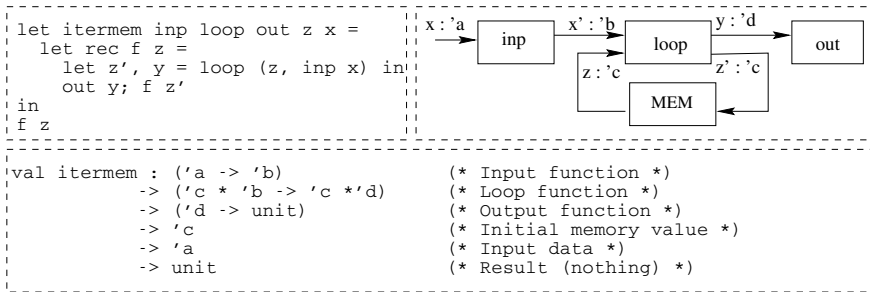 let itermem inp loop out z x =
let rec f z =
let z', y = loop (z, inp x) in
out y; f z'
in
f z
x : 'a
inp
x' : 'b
loop
y : 'd
out
z : 'c
z' : 'c
MEM
val itermem : ('a -> 'b) (* Input function *)
-> ('c * 'b -> 'c *'d) (* Loop function *)
-> ('d -> unit) (* Output function *)
-> 'c (* Initial memory value *)
-> 'a (* Input data *)
-> unit (* Result (nothing) *)